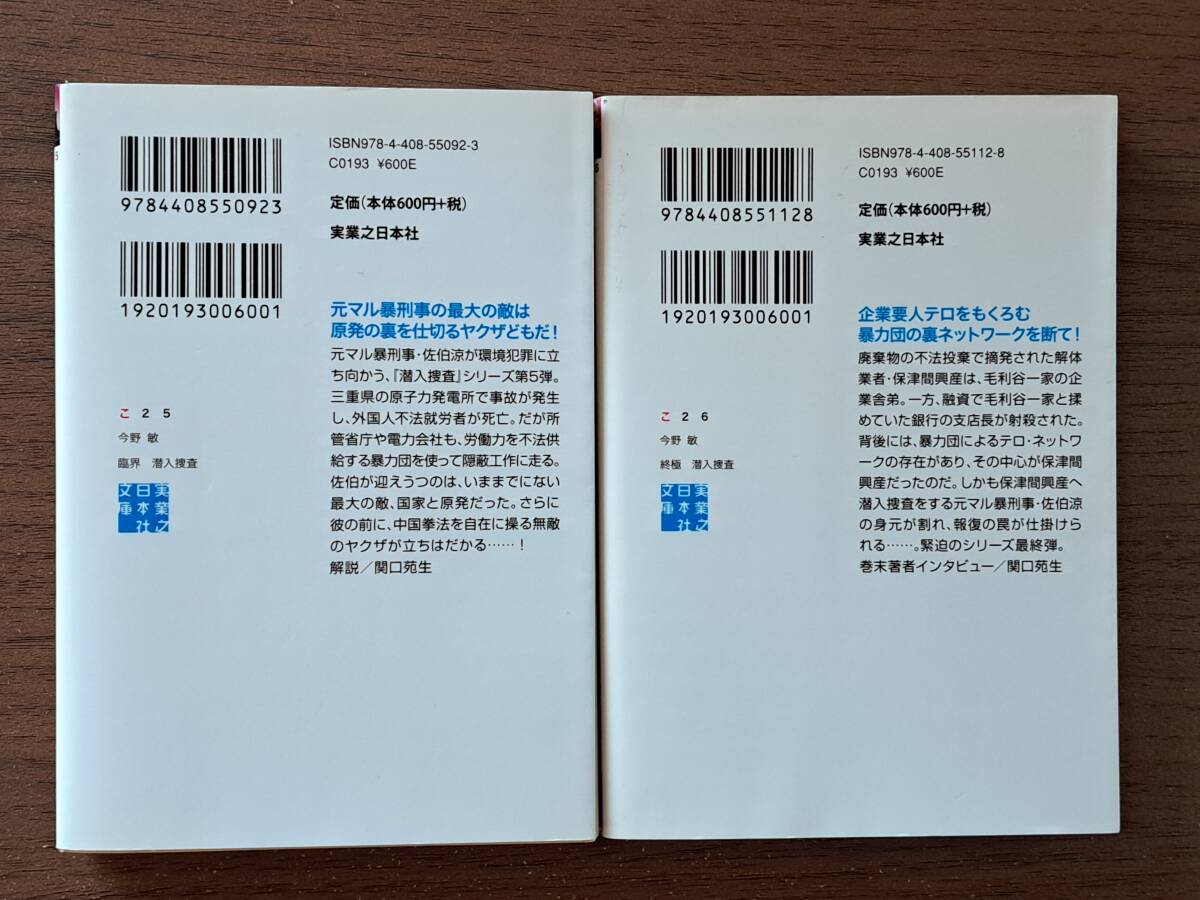 ISBN978-4-408-55092-3
C0193 ¥600E
9784408550923
定価(本体600円+税)
実業之日本社
1920193006001
元マル暴刑事の最大の敵は
原発の裏を仕切るヤクザどもだ!
元マル暴刑事・佐伯涼が環境犯罪に立
ち向かう、『潜入捜査』シリーズ第5弾。
三重県の原子力発電所で事故が発生
し、外国人不法就労者が死亡。だが所
管省庁や電力会社も、労働力を不法供
給する暴力団を使って隠蔽工作に走る。
佐伯が迎えうつのは、いままでにない
最大の敵、国家と原発だった。さらに
彼の前に、中国拳法を自在に操る無敵
のヤクザが立ちはだかる……!
解説/関口苑生
こ 2 5
今野 敏
臨界 潜入捜査
実業之
日本社
文庫
5
ISBN978-4-408-55112-8
C0193 ¥600E
9784408551128
定価(本体600円+税)
実業之日本社
1920193006001
企業要人テロをもくろむ
暴力団の裏ネットワークを断て!
廃棄物の不法投棄で摘発された解体
業者・保津間興産は、毛利谷一家の企
業舎弟。一方、融資で毛利谷一家と揉
めていた銀行の支店長が射殺された。
背後には、暴力団によるテロ・ネットワ
ークの存在があり、その中心が保津間
興産だったのだ。しかも保津間興産へ
潜入捜査をする元マル暴刑事・佐伯涼
の身元が割れ、報復の罠が仕掛けら
れる……。緊迫のシリーズ最終弾。
巻末著者インタビュー/関口苑生
こ 2 6
今野 敏
終極 潜入捜査
実業之
日本社
文庫